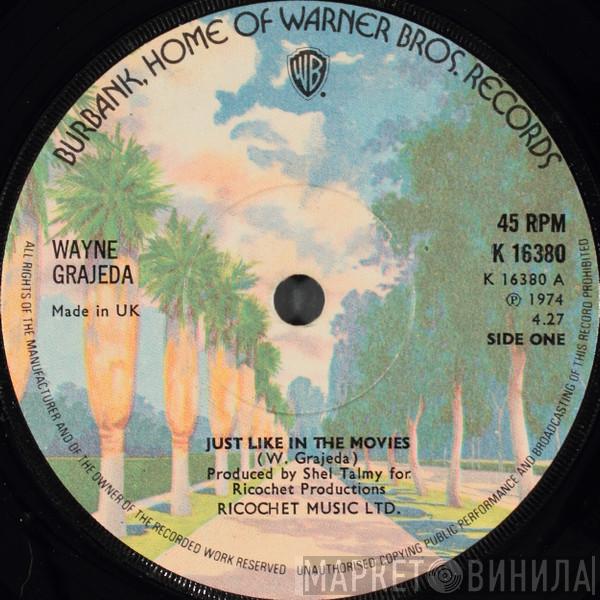 BURBANK, HOME OF WARNER BROS. RECORDS
WB
WAYNE
GRAJEDA
Made in UK
45 RPM
K 16380
K 16380 A
℗ 1974
4.27
SIDE ONE
JUST LIKE IN THE MOVIES
(W. Grajeda)
Produced by Shel Talmy for
Ricochet Productions
RICOCHET MUSIC LTD.
ALL RIGHTS OF THE MANUFACTURER AND OF THE OWNER OF THE RECORDED WORK RESERVED UNAUTHORISED COPYING PUBLIC PERFORMANCE AND BROADCASTING OF THIS RECORD PROHIBITED
МАРКЕТ ВИНИЛА